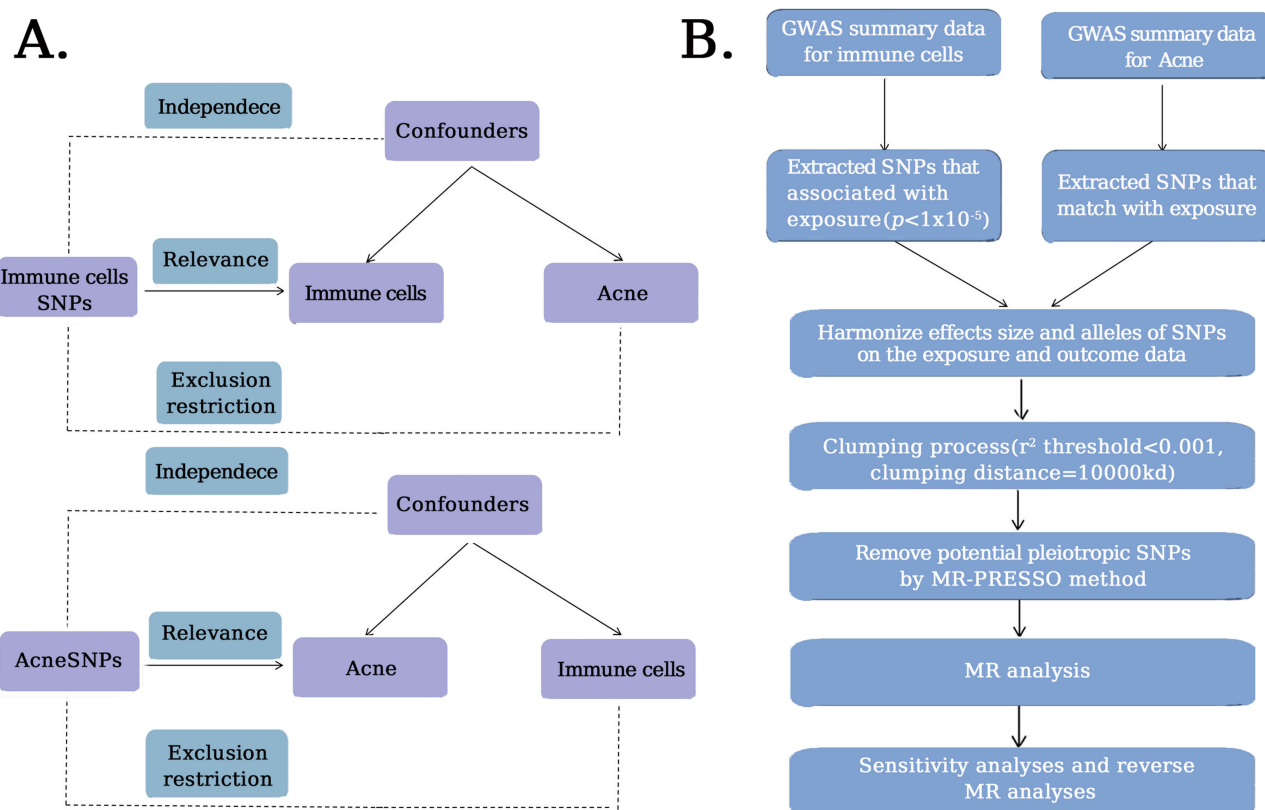 A.
Independece
Confounders
Relevance
Immune cells
SNPs
Immune cells
Acne
Exclusion
restriction
Independece
Confounders
Relevance
AcneSNPs
Acne
Immune cells
Exclusion
restriction
B.
GWAS summary data
for immune cells
GWAS summary data
for Acne
Extracted SNPs that
associated with
exposure(p<1x10⁻⁵)
Extracted SNPs that
match with exposure
Harmonize effects size and alleles of SNPs
on the exposure and outcome data
Clumping process(r² threshold<0.001,
clumping distance=10000kd)
Remove potential pleiotropic SNPs
by MR-PRESSO method
MR analysis
Sensitivity analyses and reverse
MR analyses